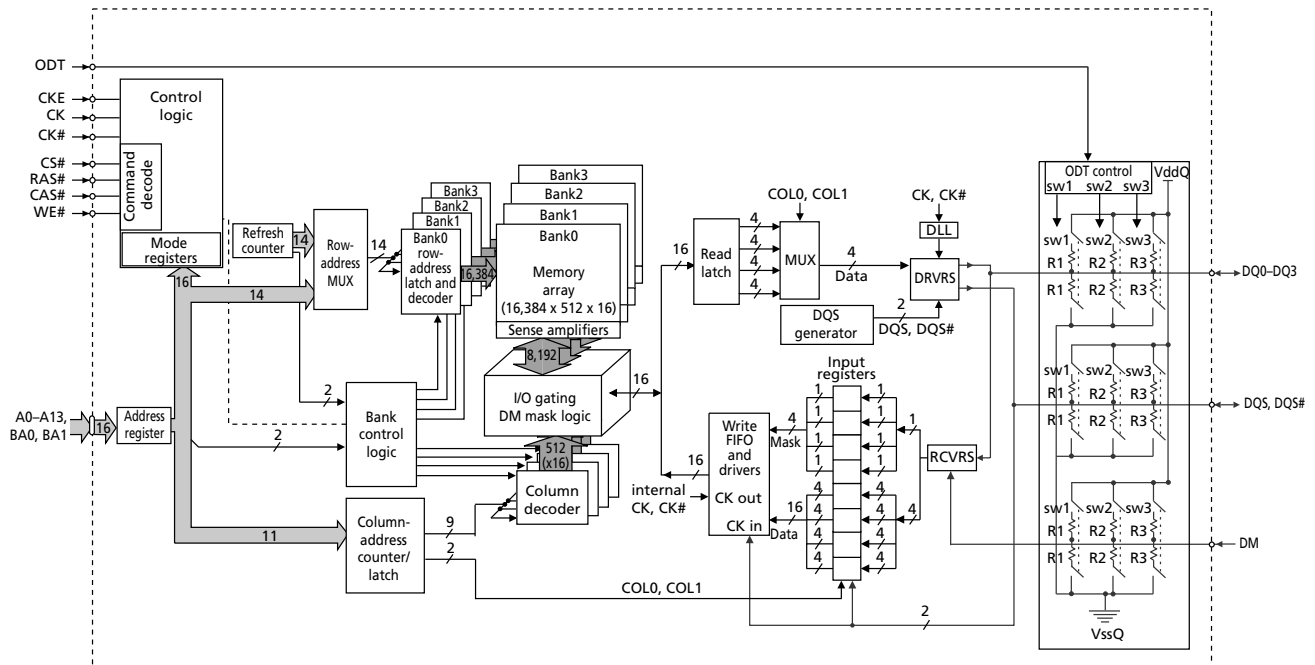 ODT
CKE
CK
CK#
CS#
RAS#
CAS#
WE#
Control
logic
Command
decode
Mode
registers
Refresh
counter
14
Row-
address
MUX
14
16
14
Bank3
Bank2
Bank1
Bank0
row-
address
latch and
decoder
16,384
Bank3
Bank2
Bank1
Bank0
Memory
array
(16,384 x 512 x 16)
Sense amplifiers
8,192
I/O gating
DM mask logic
16
512
(x16)
Column
decoder
A0–A13,
BA0, BA1
16
Address
register
2
2
Bank
control
logic
11
Column-
address
counter/
latch
9
2
COL0, COL1
16
Read
latch
4
4
4
4
COL0, COL1
MUX
4
Data
CK, CK#
DLL
DRVRS
DQS
generator
2
DQS, DQS#
Input
registers
16
internal
CK, CK#
Write
FIFO
and
drivers
CK out
CK in
4
Mask
16
Data
1
1
1
1
4
4
4
4
1
1
1
1
4
4
4
4
1
4
RCVRS
2
ODT control
VddQ
sw1 sw2 sw3
sw1 sw2 sw3
R1 R2 R3
R1 R2 R3
sw1 sw2 sw3
R1 R2 R3
R1 R2 R3
sw1 sw2 sw3
R1 R2 R3
R1 R2 R3
VssQ
DQ0–DQ3
DQS, DQS#
DM